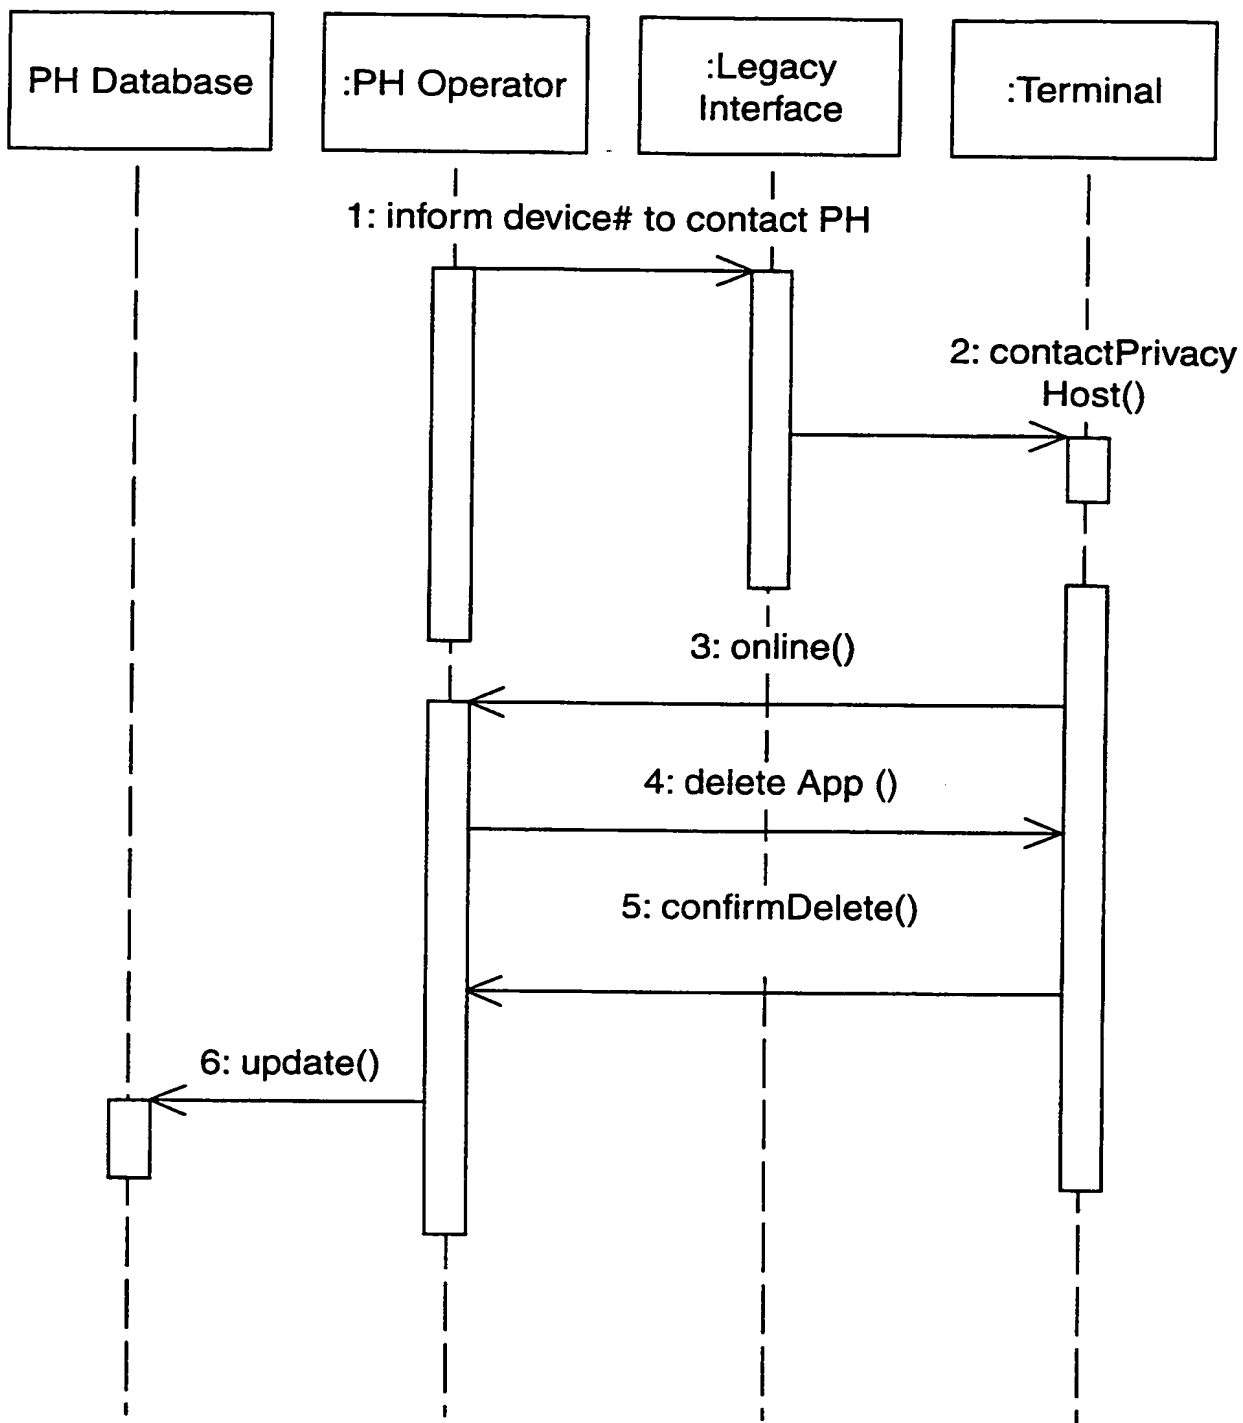 PH Database
:PH Operator
:Legacy
Interface
:Terminal
1: inform device# to contact PH
2: contactPrivacy
Host()
3: online()
4: delete App ()
5: confirmDelete()
6: update()